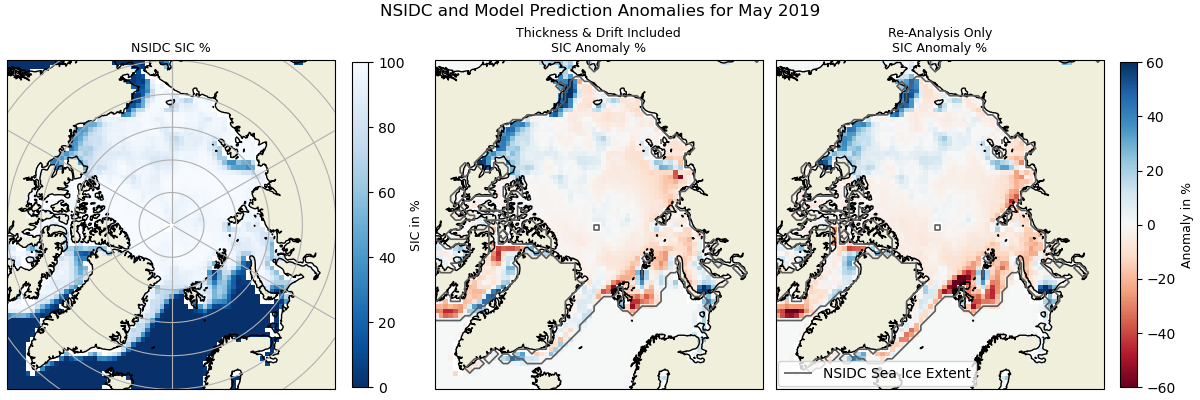 NSIDC and Model Prediction Anomalies for May 2019
NSIDC SIC %
100
80
60
40
20
0
SIC in %
Thickness & Drift Included
SIC Anomaly %
Re-Analysis Only
SIC Anomaly %
NSIDC Sea Ice Extent
60
40
20
0
−20
−40
−60
Anomaly in %